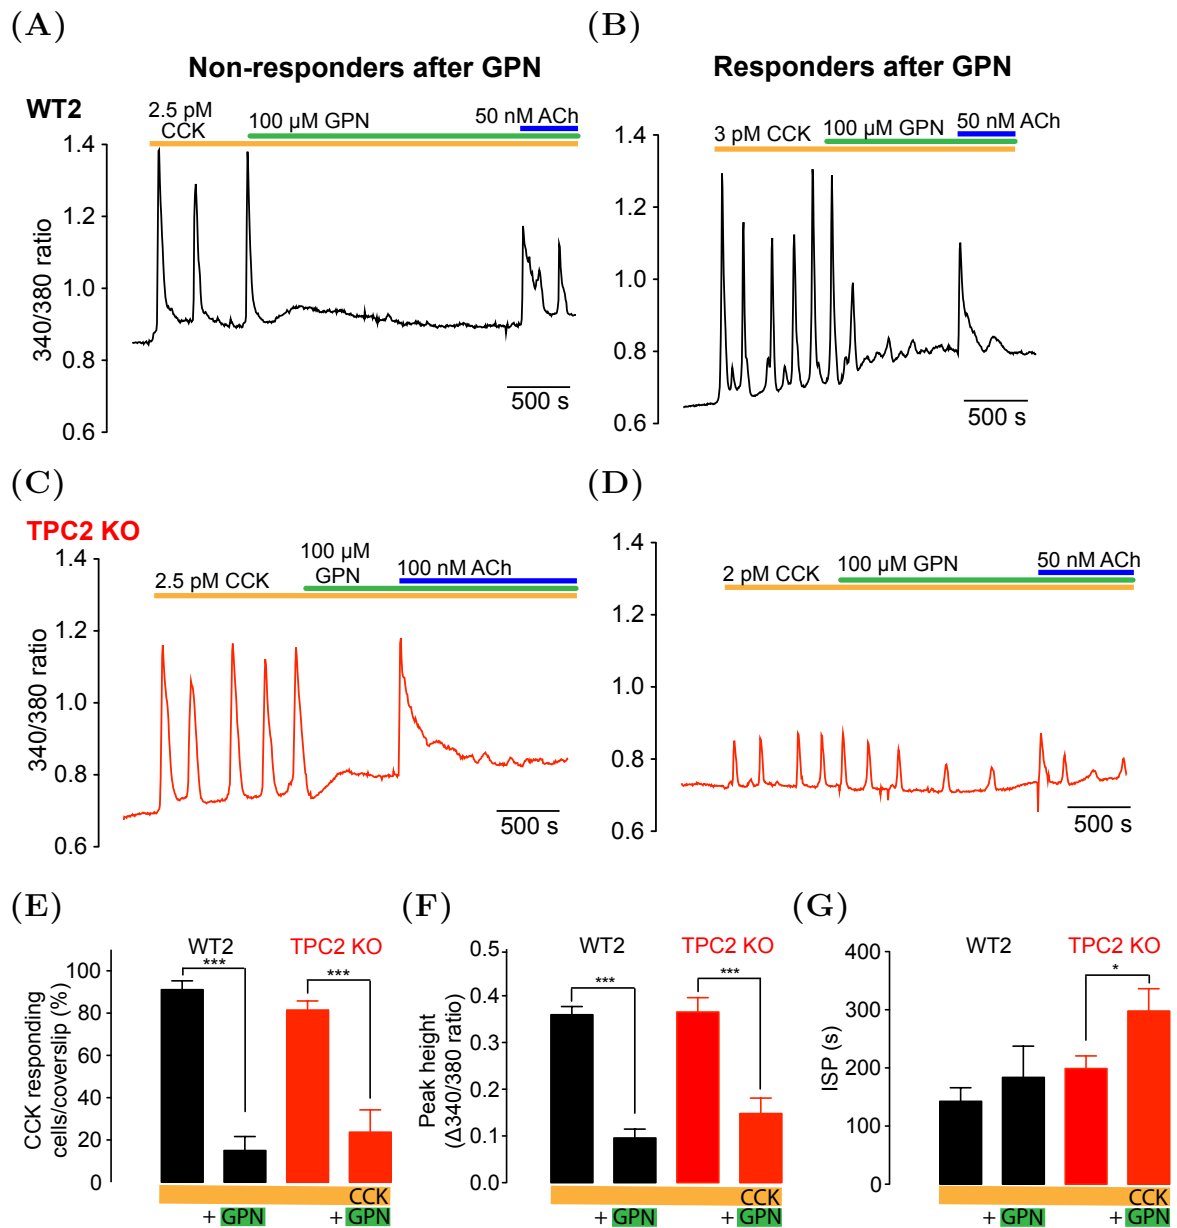 (A)
(B)
Non-responders after GPN
Responders after GPN
WT2
2.5 pM
CCK
100 µM GPN
50 nM ACh
3 pM CCK
100 µM GPN
50 nM ACh
340/380 ratio
1.4
1.2
1.0
0.8
0.6
500 s
1.4
1.2
1.0
0.8
0.6
500 s
(C)
(D)
TPC2 KO
2.5 pM CCK
100 µM
GPN
100 nM ACh
2 pM CCK
100 µM GPN
50 nM ACh
340/380 ratio
1.4
1.2
1.0
0.8
0.6
500 s
1.4
1.2
1.0
0.8
0.6
500 s
(E)
(F)
(G)
WT2
TPC2 KO
***
***
CCK responding
cells/coverslip (%)
100
80
60
40
20
0
CCK
+ GPN
+ GPN
WT2
TPC2 KO
***
***
Peak height
(Δ340/380 ratio)
0.5
0.4
0.3
0.2
0.1
0.0
CCK
+ GPN
+ GPN
WT2
TPC2 KO
*
ISP (s)
400
300
200
100
0
CCK
+ GPN
+ GPN